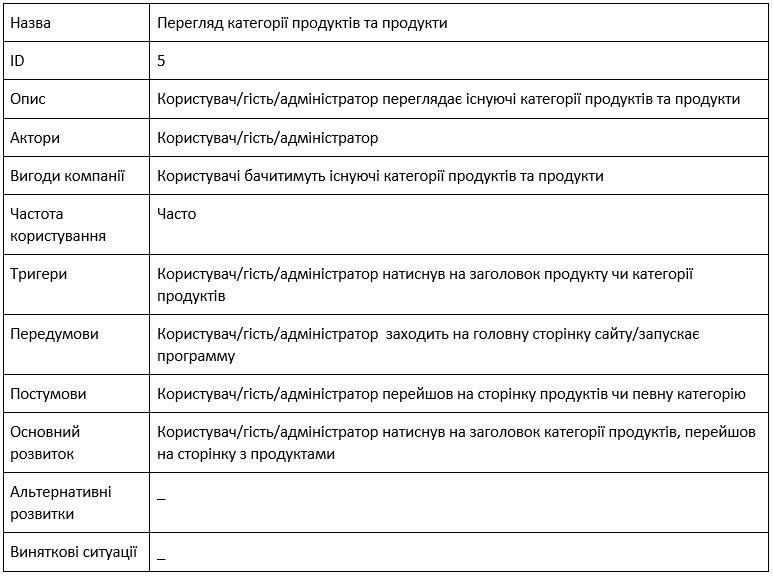 Назва Перегляд категорії продуктів та продукти
ID 5
Опис Користувач/гість/адміністратор переглядає існуючі категорії продуктів та продукти
Актори Користувач/гість/адміністратор
Вигоди компанії Користувачі бачитимуть існуючі категорії продуктів та продукти
Частота Часто
користування
Тригери Користувач/гість/адміністратор натиснув на заголовок продукту чи категорії
продуктів
Передумови Користувач/гість/адміністратор  заходить на головну сторінку сайту/запускає
программу
Постумови Користувач/гість/адміністратор перейшов на сторінку продуктів чи певну категорію
Основний Користувач/гість/адміністратор натиснув на заголовок категорії продуктів, перейшов
розвиток на сторінку з продуктами
Альтернативні _
розвитки
Виняткові ситуації _